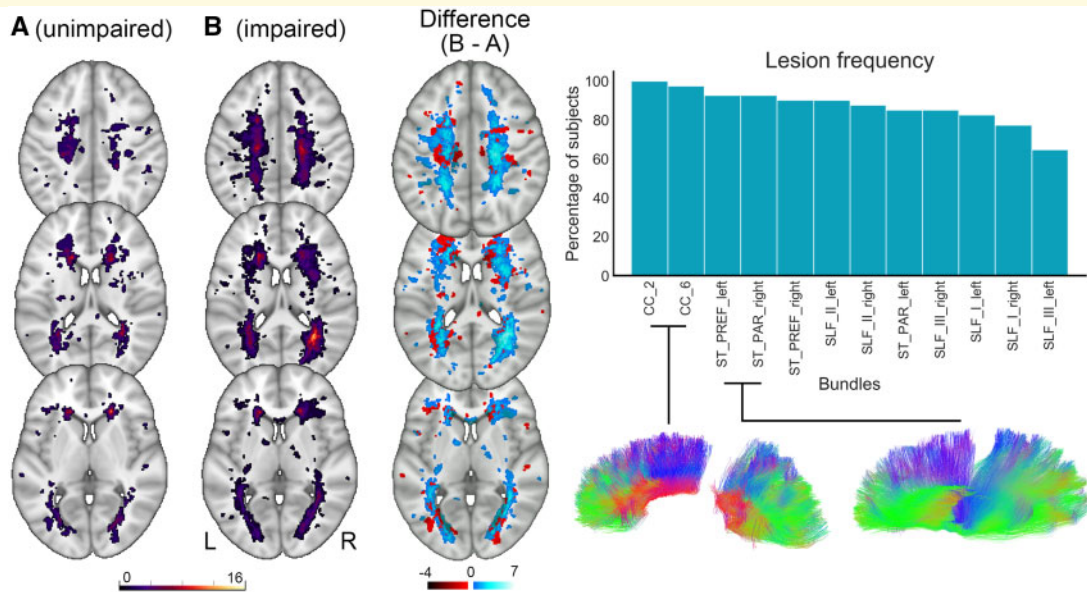 A (unimpaired)
B (impaired)
Difference
(B - A)
L
R
0
16
-4
0
7
Lesion frequency
Percentage of subjects
100
80
60
40
20
0
CC_2
CC_6
ST_PREF_left
ST_PAR_right
ST_PREF_right
SLF_II_left
SLF_II_right
ST_PAR_left
SLF_III_right
SLF_I_left
SLF_I_right
SLF_III_left
Bundles